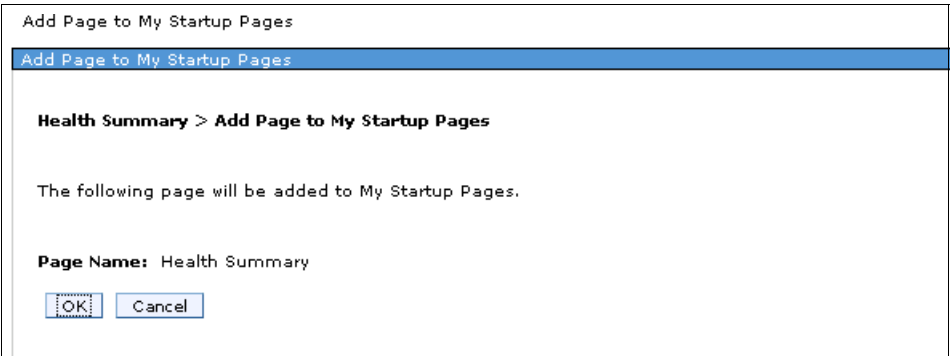 Add Page to My Startup Pages
Add Page to My Startup Pages
Health Summary > Add Page to My Startup Pages
The following page will be added to My Startup Pages.
Page Name: Health Summary
OK Cancel